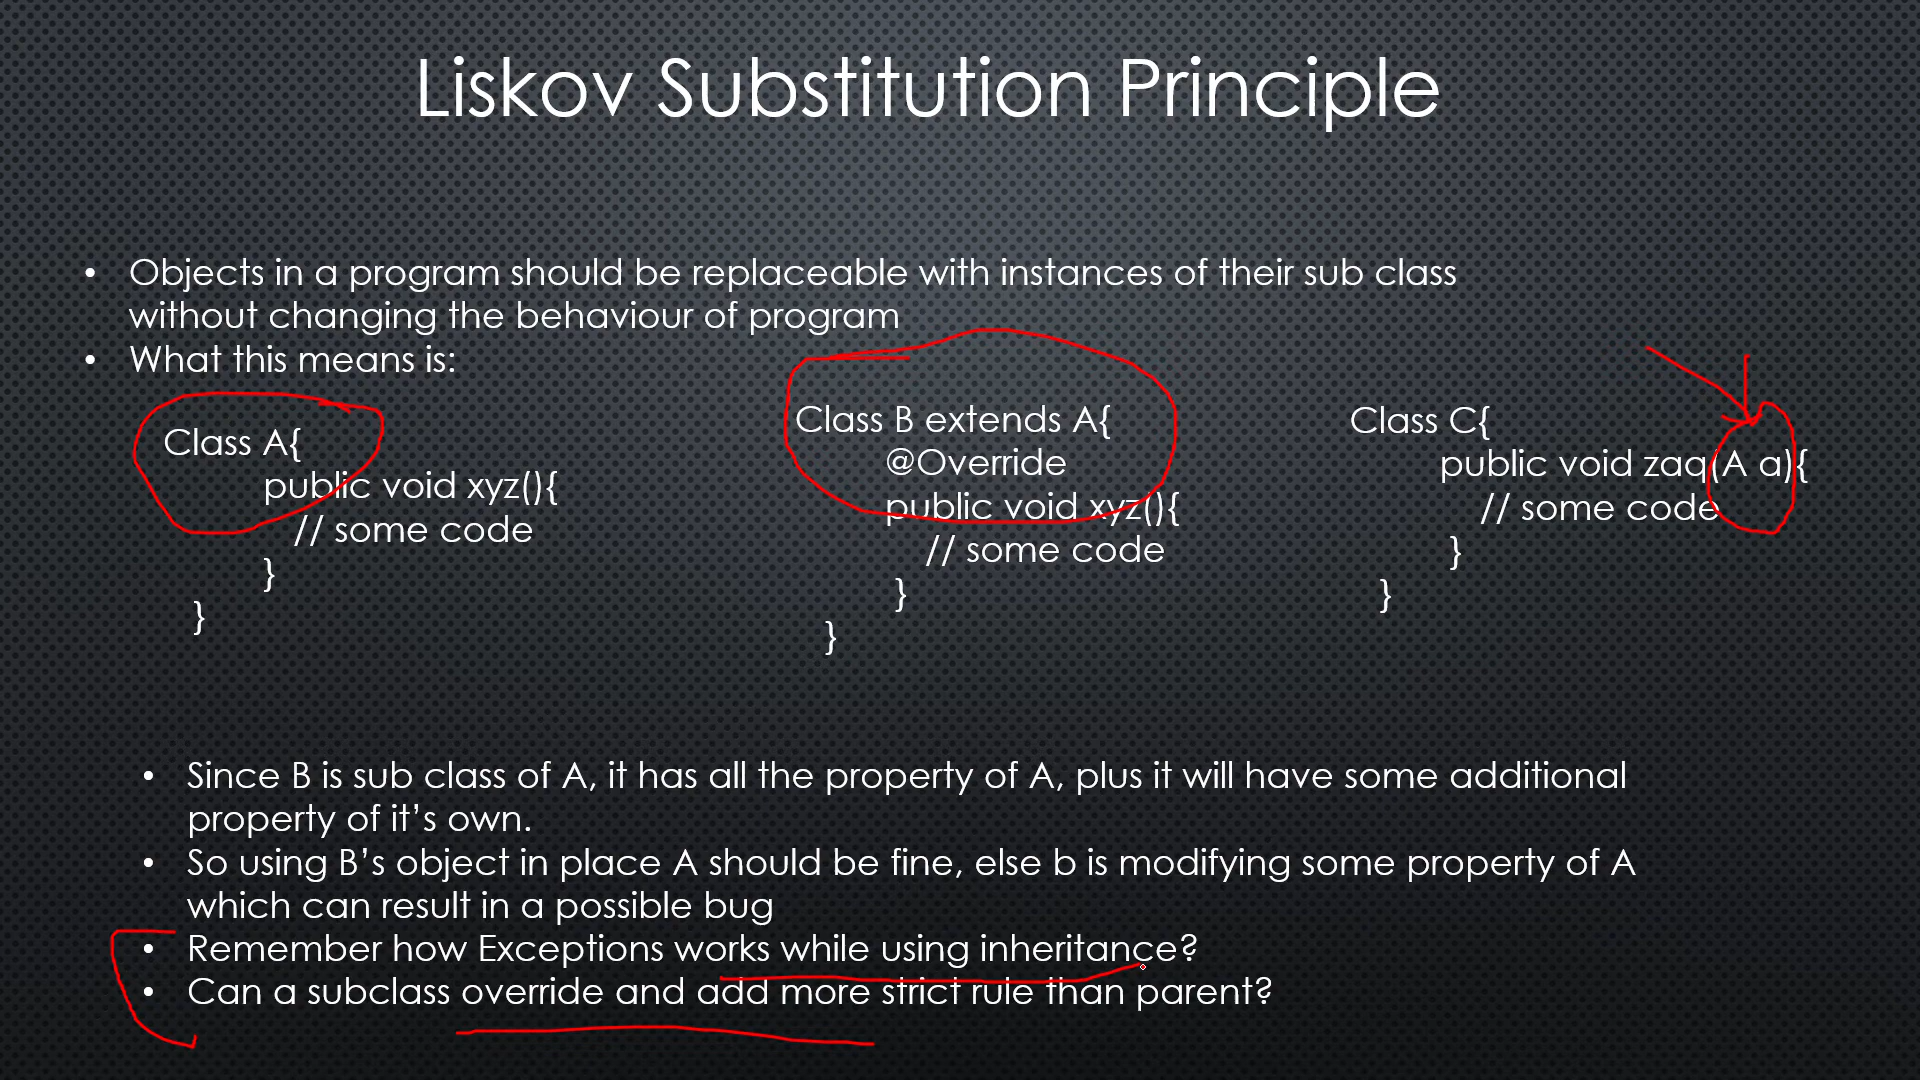 Liskov Substitution Principle
• Objects in a program should be replaceable with instances of their sub class
without changing the behaviour of program
• What this means is:
Class A{
public void xyz(){
// some code
}
}
Class B extends A{
@Override
public void xyz(){
// some code
}
}
Class C{
public void zaq(A a){
// some code
}
}
• Since B is sub class of A, it has all the property of A, plus it will have some additional
property of it’s own.
• So using B’s object in place A should be fine, else b is modifying some property of A
which can result in a possible bug
• Remember how Exceptions works while using inheritance?
• Can a subclass override and add more strict rule than parent?